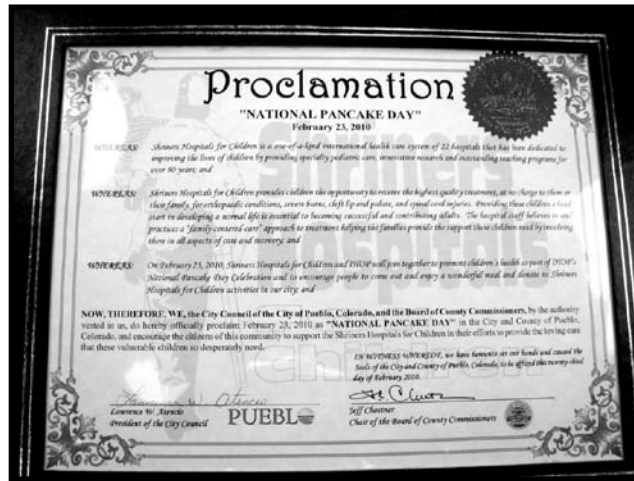 Proclamation
"NATIONAL PANCAKE DAY"
February 23, 2010
WHEREAS: Shriners Hospitals for Children is a one-of-a-kind international health care system of 22 hospitals that has been dedicated to
improving the lives of children by providing specialty pediatric care, innovative research and outstanding teaching programs for
over 80 years; and
WHEREAS: Shriners Hospitals for Children provides children the opportunity to receive the highest quality treatment, at no charge to them or
their family, for orthopaedic conditions, severe burns, cleft lip and palate, and spinal cord injuries. Providing these children a head
start in developing a normal life is essential to becoming successful and contributing adults. The hospital staff believes in and
practices a "family-centered care" approach to treatment helping the families provide the support these children need by involving
them in all aspects of care and recovery; and
WHEREAS: On February 23, 2010, Shriners Hospitals for Children and IHOP will join together to promote children's health as part of IHOP's
National Pancake Day Celebration and to encourage people to come out and enjoy a wonderful meal and donate to Shriners
Hospitals for Children activities in our city; and
NOW, THEREFORE, WE, the City Council of the City of Pueblo, Colorado, and the Board of County Commissioners, by the authority
vested in us, do hereby officially proclaim February 23, 2010 as "NATIONAL PANCAKE DAY" in the City and County of Pueblo,
Colorado, and encourage the citizens of this community to support the Shriners Hospitals for Children in their efforts to provide the loving care
that these vulnerable children so desperately need.
IN WITNESS WHEREOF, we have hereunto set our hands and caused the
Seals of the City and County of Pueblo, Colorado, to be affixed this twenty-third
day of February 2010.
Lawrence W. Atencio
President of the City Council
PUEBLO
Jeff Chostner
Chair of the Board of County Commissioners
Shriners
Hospitals
for
Children